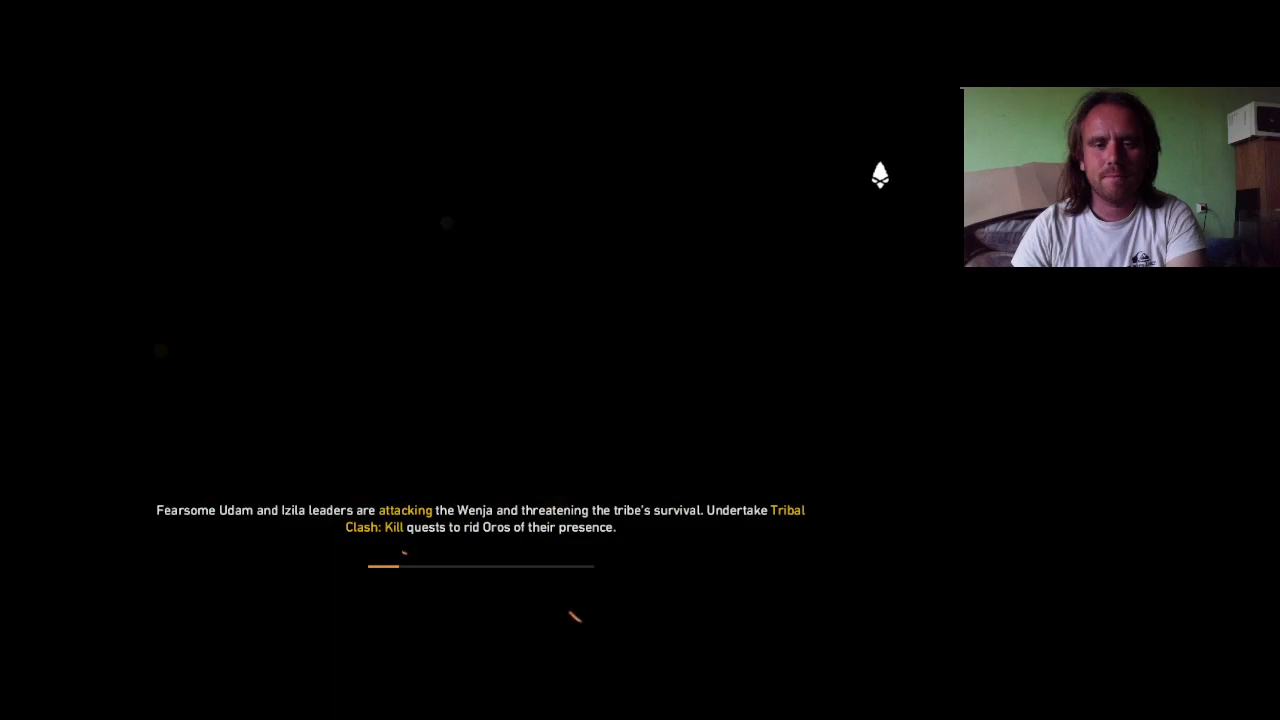 Fearsome Udam and Izila leaders are attacking the Wenja and threatening the tribe's survival. Undertake Tribal
Clash: Kill quests to rid Oros of their presence.